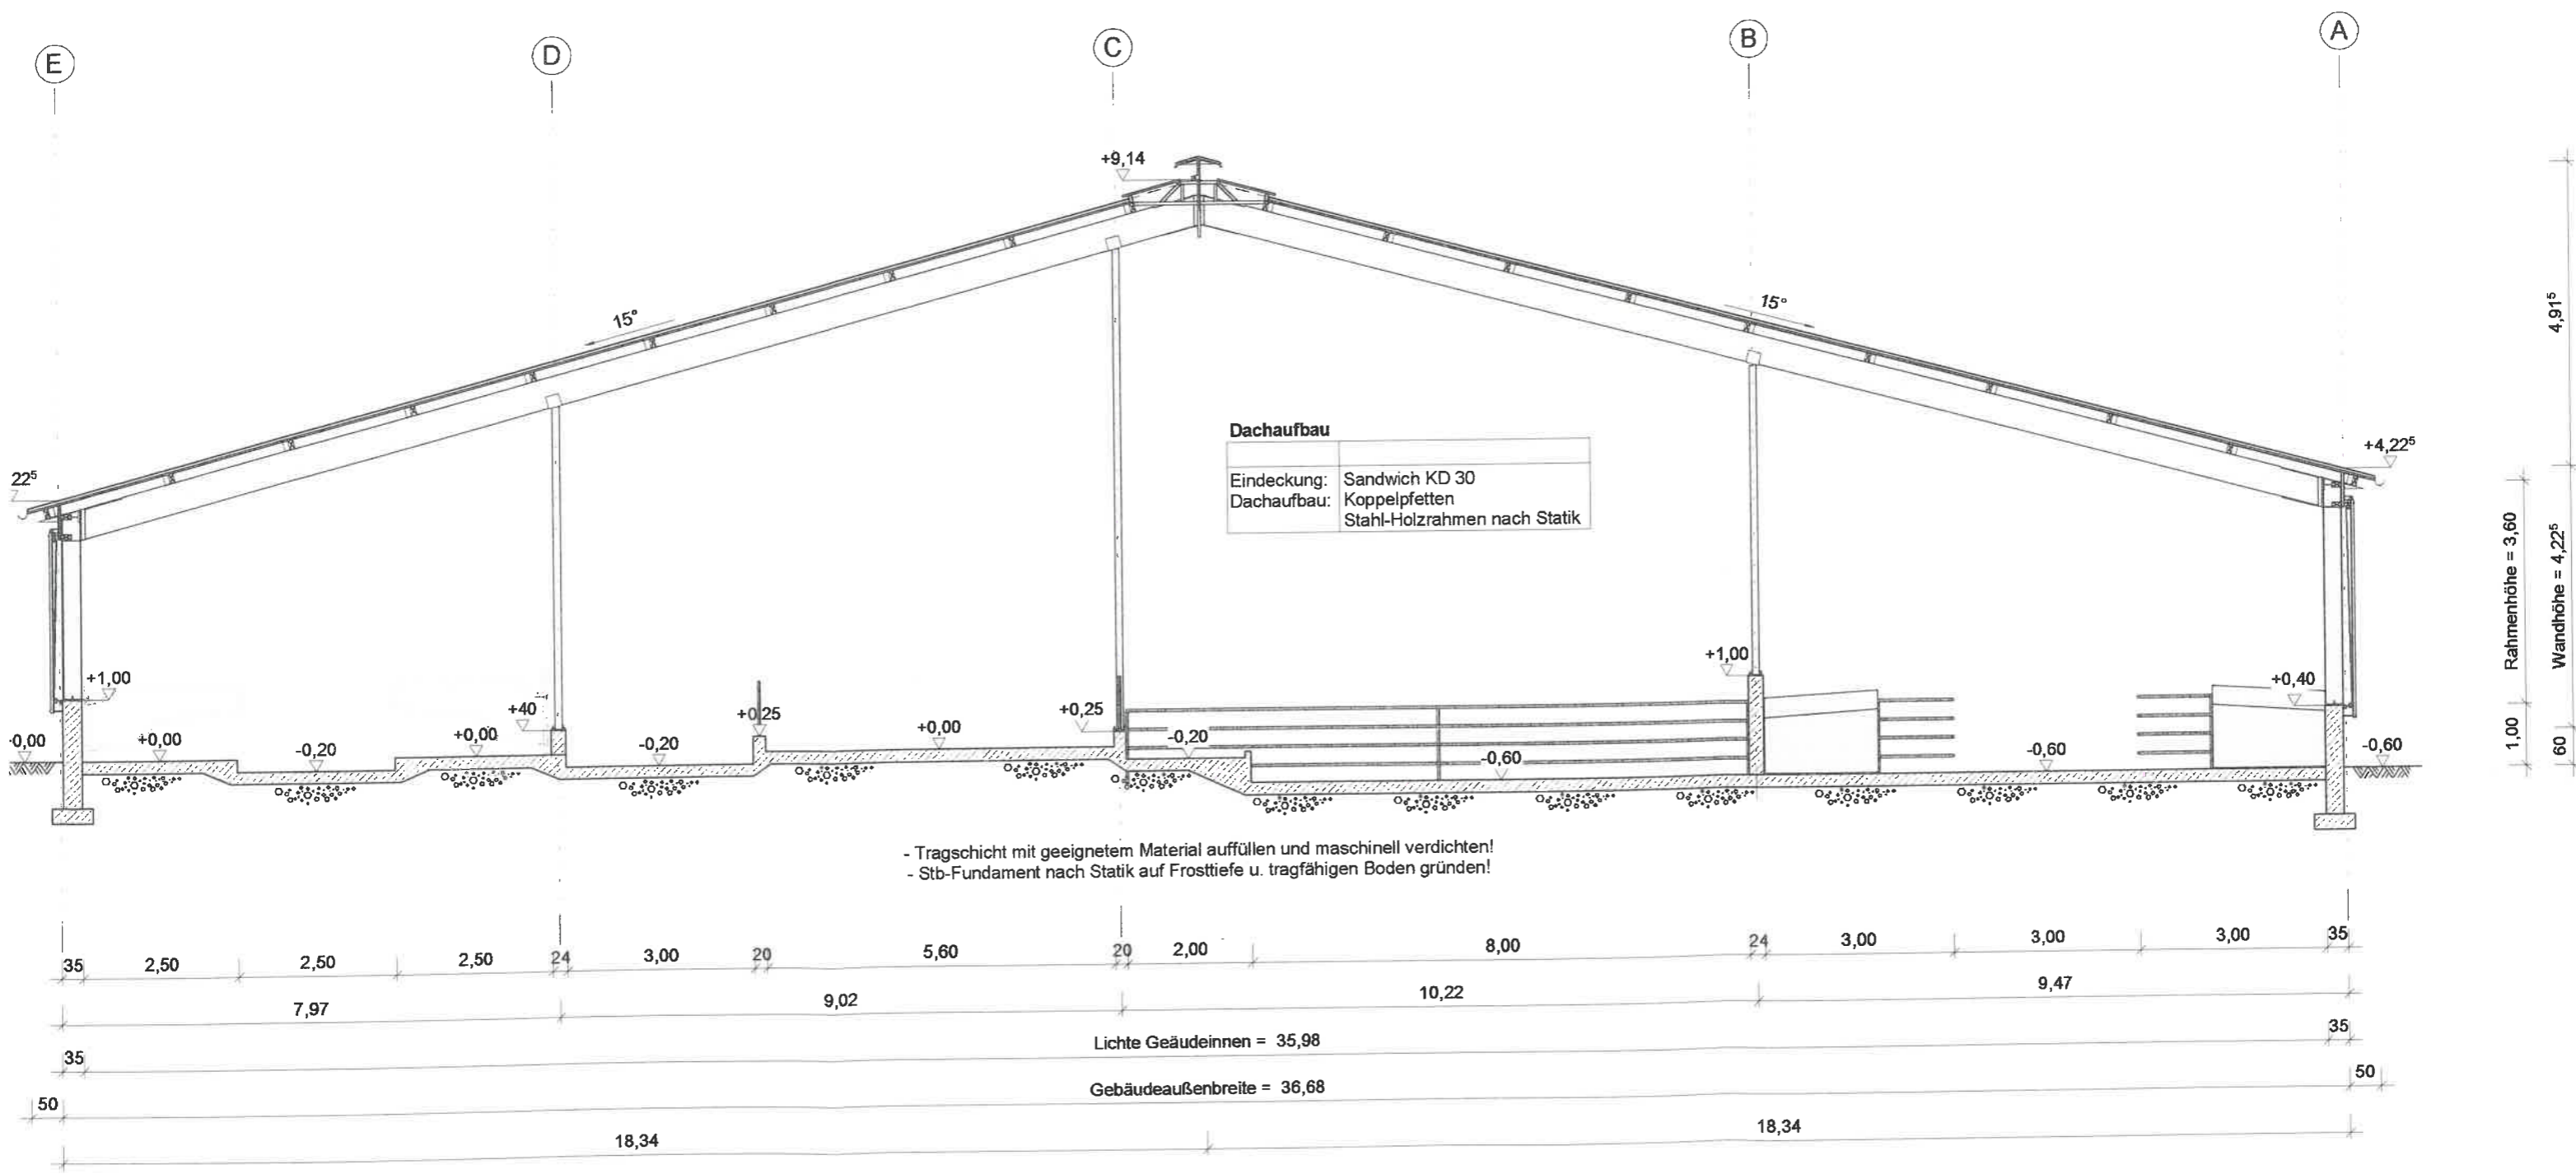 E
D
C
B
A
+9,14
15°
15°
4,91⁵
Dachaufbau
Eindeckung: Sandwich KD 30
Dachaufbau: Koppelpfetten
Stahl-Holzrahmen nach Statik
22⁵
+4,22⁵
Rahmenhöhe = 3,60
Wandhöhe = 4,22⁵
+1,00
+1,00
+0,40
+40
+0,25
+0,25
-0,00
+0,00
-0,20
+0,00
-0,20
+0,00
-0,20
-0,60
-0,60
-0,60
1,00
60
- Tragschicht mit geeignetem Material auffüllen und maschinell verdichten!
- Stb-Fundament nach Statik auf Frosttiefe u. tragfähigen Boden gründen!
35 2,50 2,50 2,50 24 3,00 20 5,60 20 2,00 8,00 24 3,00 3,00 3,00 35
7,97 9,02 10,22 9,47
35 Lichte Geäudeinnen = 35,98 35
50 Gebäudeaußenbreite = 36,68 50
18,34 18,34